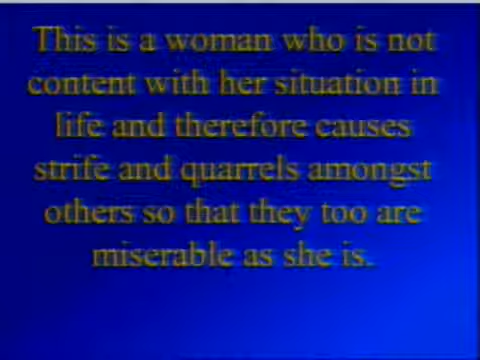 This is a woman who is not
content with her situation in
life and therefore causes
strife and quarrels amongst
others so that they too are
miserable as she is.